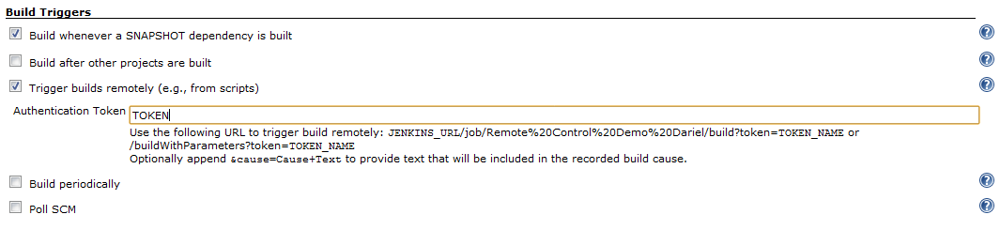 Build Triggers
Build whenever a SNAPSHOT dependency is built
Build after other projects are built
Trigger builds remotely (e.g., from scripts)
Authentication Token TOKEN
Use the following URL to trigger build remotely: JENKINS_URL/job/Remote%20Control%20Demo%20Dariel/build?token=TOKEN_NAME or
/buildWithParameters?token=TOKEN_NAME
Optionally append &cause=Cause+Text to provide text that will be included in the recorded build cause.
Build periodically
Poll SCM